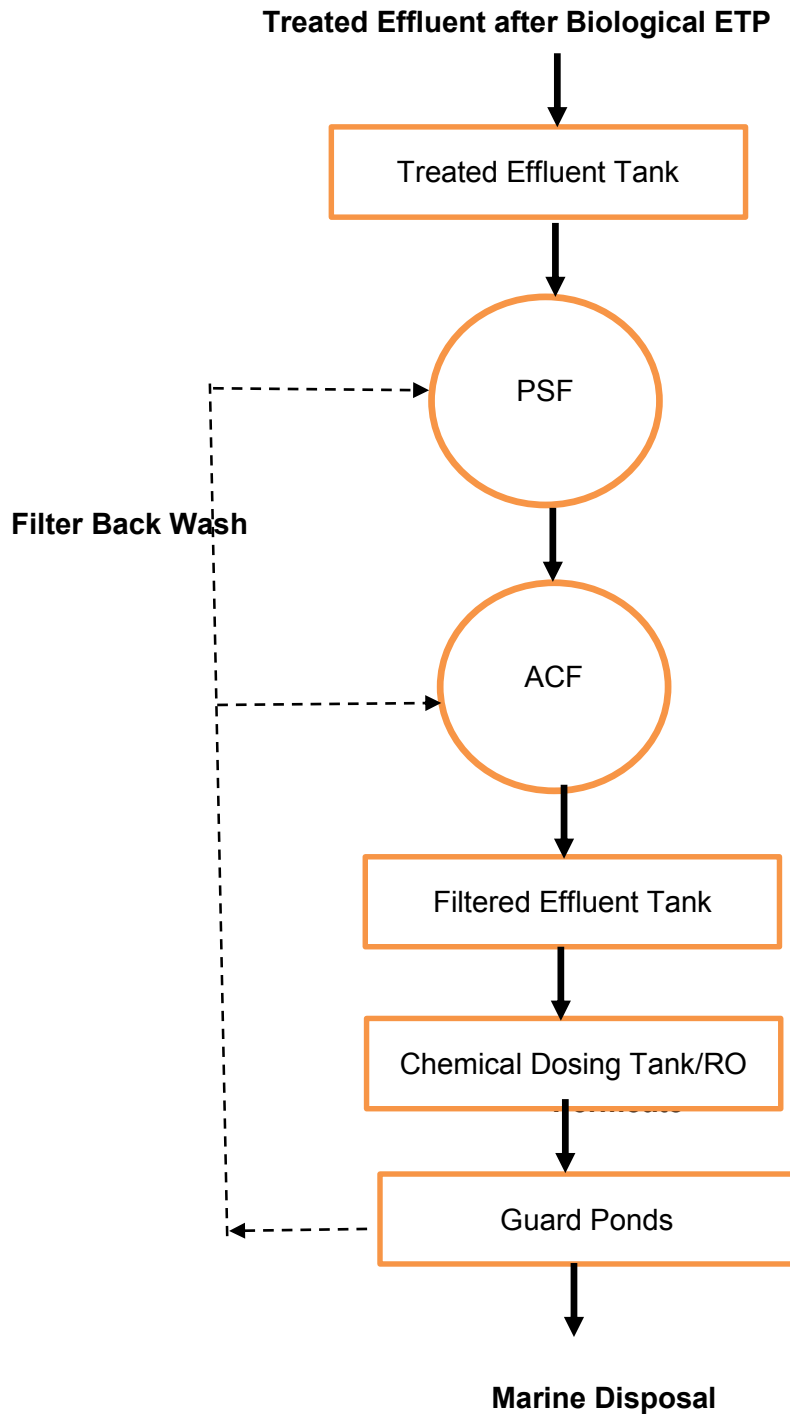 Treated Effluent after Biological ETP
Treated Effluent Tank
PSF
Filter Back Wash
ACF
Filtered Effluent Tank
Chemical Dosing Tank/RO
Guard Ponds
Marine Disposal